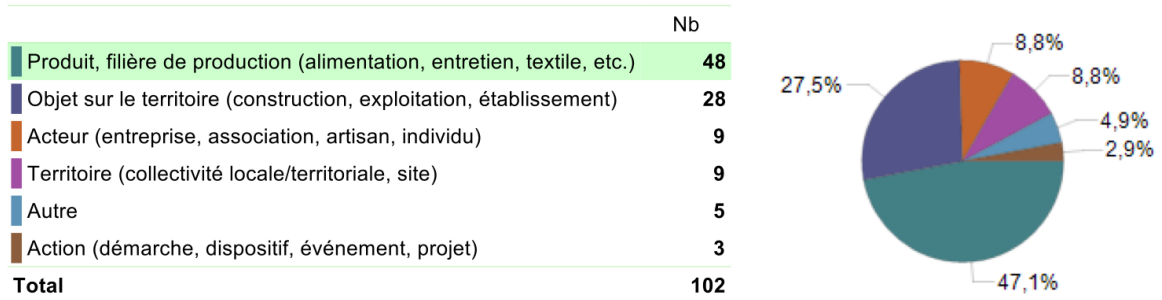 Nb
Produit, filière de production (alimentation, entretien, textile, etc.) 48
Objet sur le territoire (construction, exploitation, établissement) 28
Acteur (entreprise, association, artisan, individu) 9
Territoire (collectivité locale/territoriale, site) 9
Autre 5
Action (démarche, dispositif, événement, projet) 3
Total 102
8,8%
27,5%
8,8%
4,9%
2,9%
47,1%